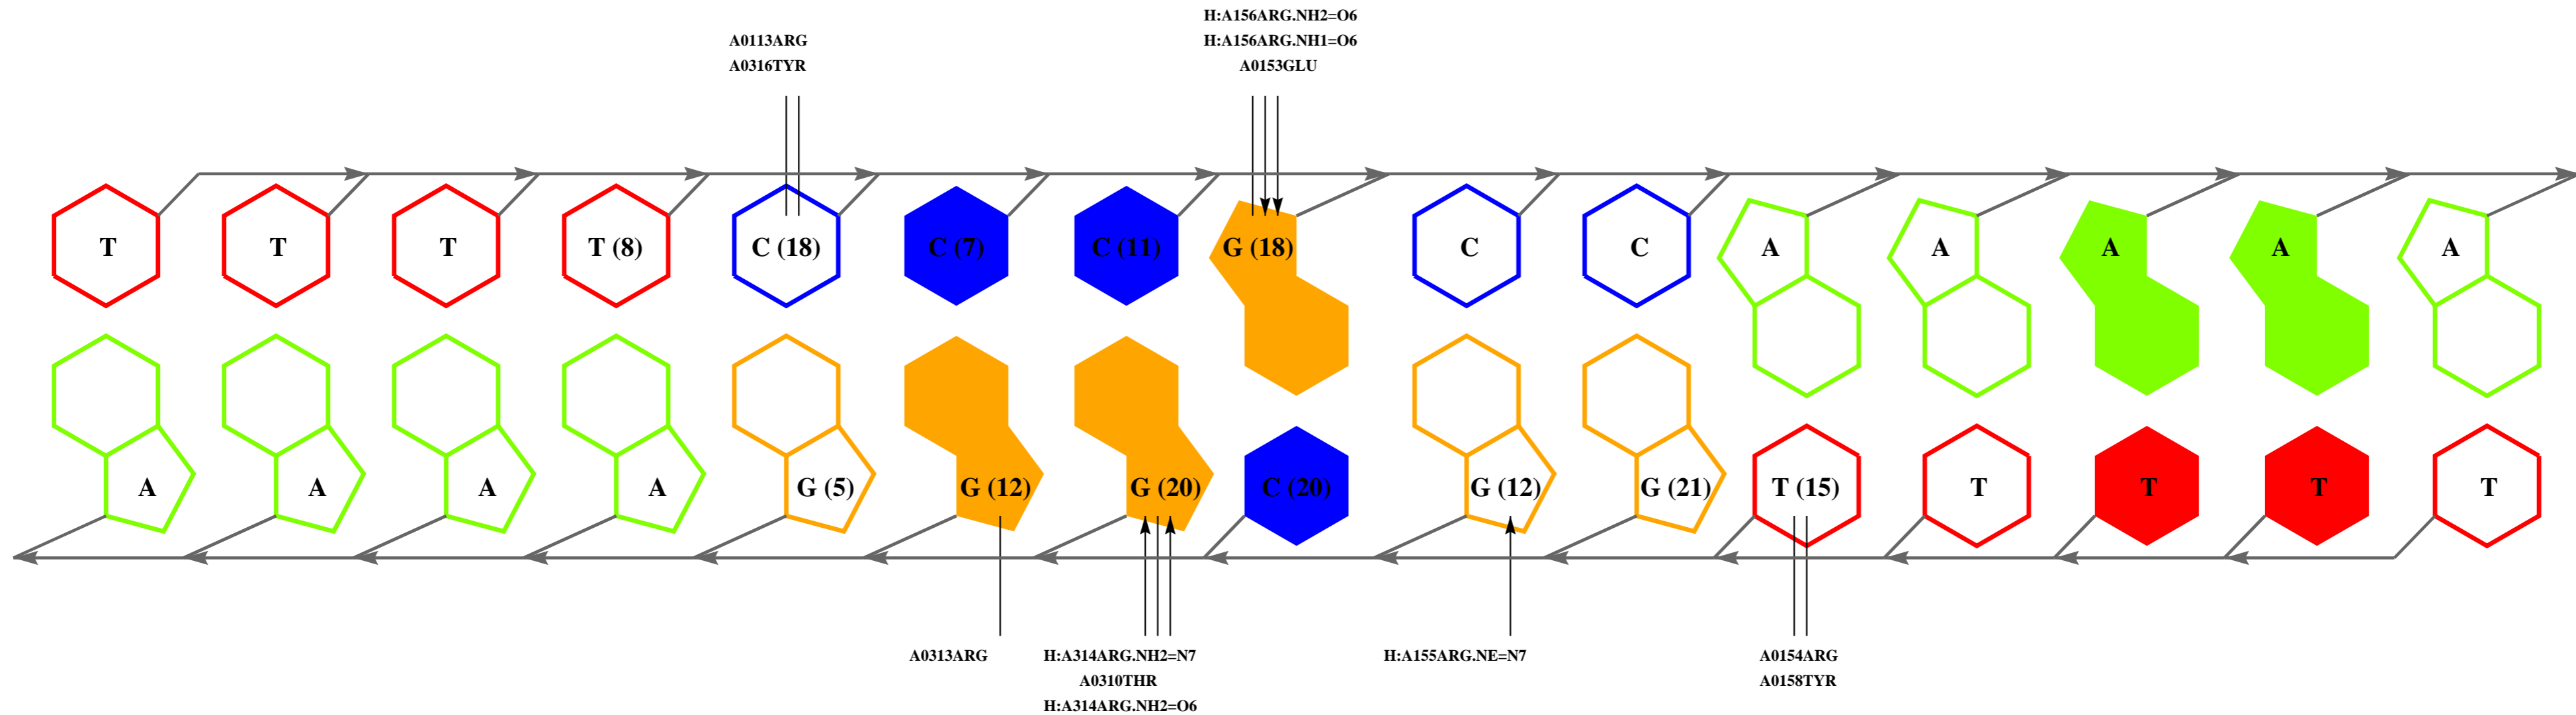 H:A156ARG.NH2=O6
A0113ARG H:A156ARG.NH1=O6
A0316TYR A0153GLU
T T T T (8) C (18) C (7) C (11) G (18) C C A A A A A
A A A A G (5) G (12) G (20) C (20) G (12) G (21) T (15) T T T T
A0313ARG H:A314ARG.NH2=N7 H:A155ARG.NE=N7 A0154ARG
A0310THR A0158TYR
H:A314ARG.NH2=O6